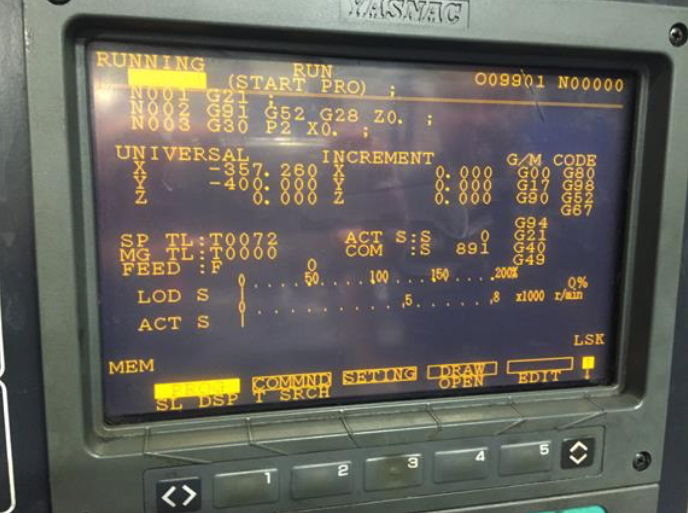 YASNAC
RUNNING RUN O09901 N00000
(START PRO) ;
N001 G21 ;
N002 G91 G52 G28 Z0. ;
N003 G30 P2 X0. ;
UNIVERSAL INCREMENT G/M CODE
X -357.260 X 0.000 G00 G80
Y -400.000 Y 0.000 G17 G98
Z 0.000 Z 0.000 G90 G52
G67
G94
SP TL:T0072 ACT S:S 0 G21
MG TL:T0000 COM :S 891 G40
FEED :F 0 G49
0 50 100 150 200%
LOD S 0%
0 5 8 x1000 r/min
ACT S
LSK
MEM
PROG COMMND SETING DRAW
SL DSP T SRCH OPEN EDIT
1 2 3 4 5